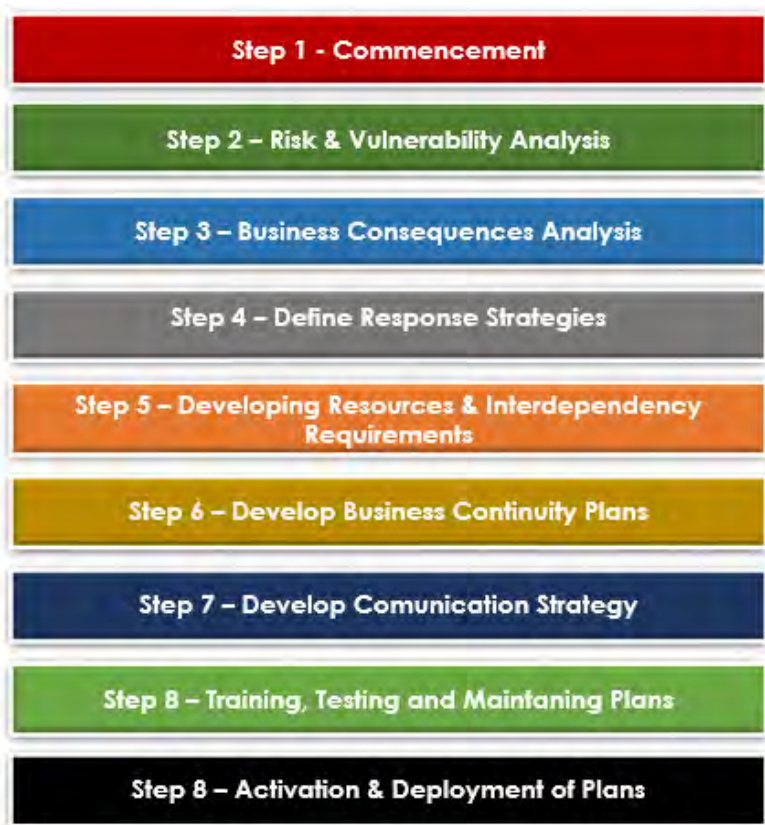 Step 1 - Commencement
Step 2 – Risk & Vulnerability Analysis
Step 3 – Business Consequences Analysis
Step 4 – Define Response Strategies
Step 5 – Developing Resources & Interdependency
Requirements
Step 6 – Develop Business Continuity Plans
Step 7 – Develop Comunication Strategy
Step 8 – Training, Testing and Maintaning Plans
Step 8 – Activation & Deployment of Plans